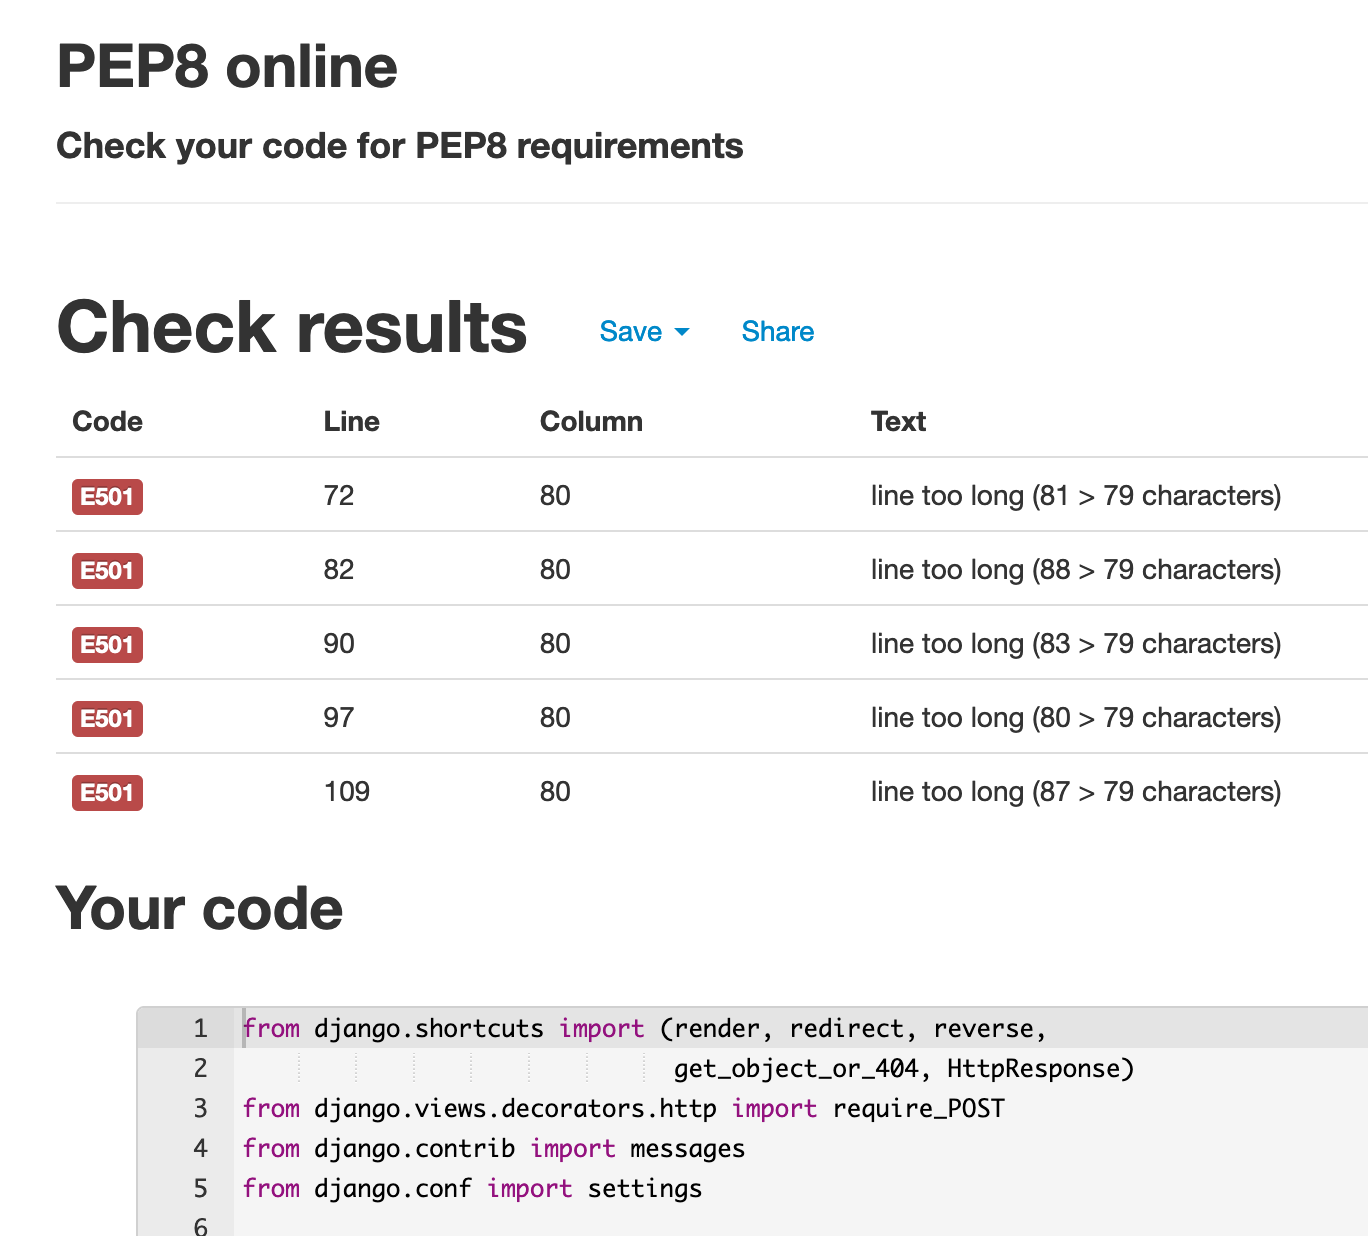 PEP8 online
Check your code for PEP8 requirements
Check results Save Share
Code Line Column Text
E501 72 80 line too long (81 > 79 characters)
E501 82 80 line too long (88 > 79 characters)
E501 90 80 line too long (83 > 79 characters)
E501 97 80 line too long (80 > 79 characters)
E501 109 80 line too long (87 > 79 characters)
Your code
1 from django.shortcuts import (render, redirect, reverse,
2 get_object_or_404, HttpResponse)
3 from django.views.decorators.http import require_POST
4 from django.contrib import messages
5 from django.conf import settings
6